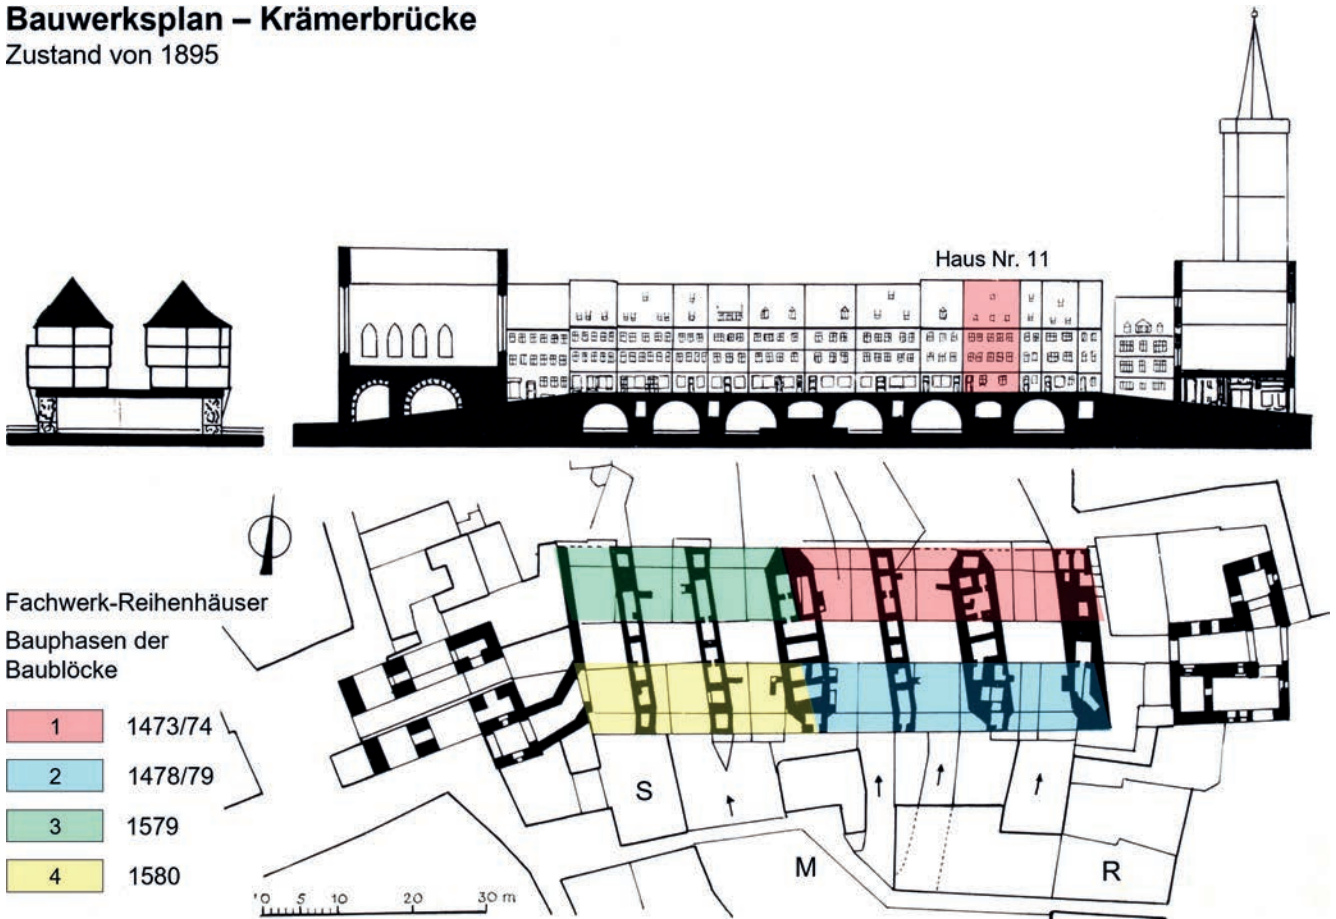 Bauwerksplan – Krämerbrücke
Zustand von 1895
Haus Nr. 11
Fachwerk-Reihenhäuser
Bauphasen der
Baublöcke
1 1473/74
2 1478/79
3 1579
4 1580
S
M
R
0 5 10 20 30 m